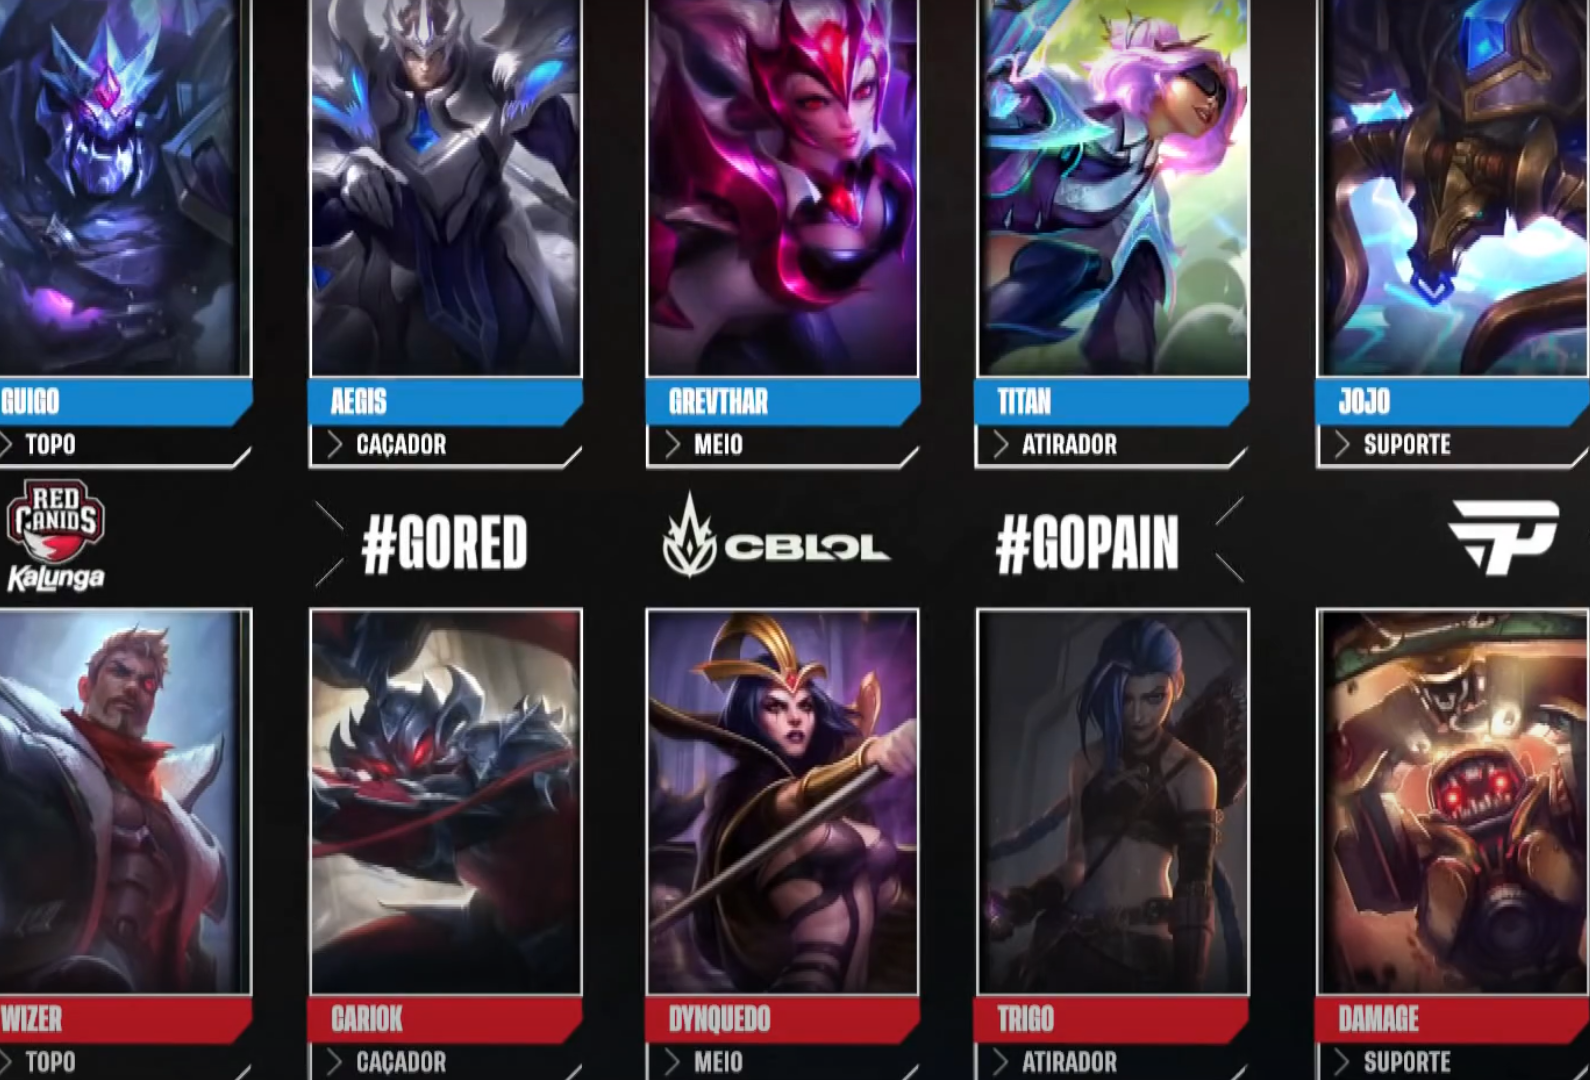 GUIGO
TOPO
AEGIS
CAÇADOR
GREVTHAR
MEIO
TITAN
ATIRADOR
JOJO
SUPORTE
RED
CANIDS
Kalunga
#GORED
CBLOL
#GOPAIN
WIZER
TOPO
CARIOK
CAÇADOR
DYNQUEDO
MEIO
TRIGO
ATIRADOR
DAMAGE
SUPORTE